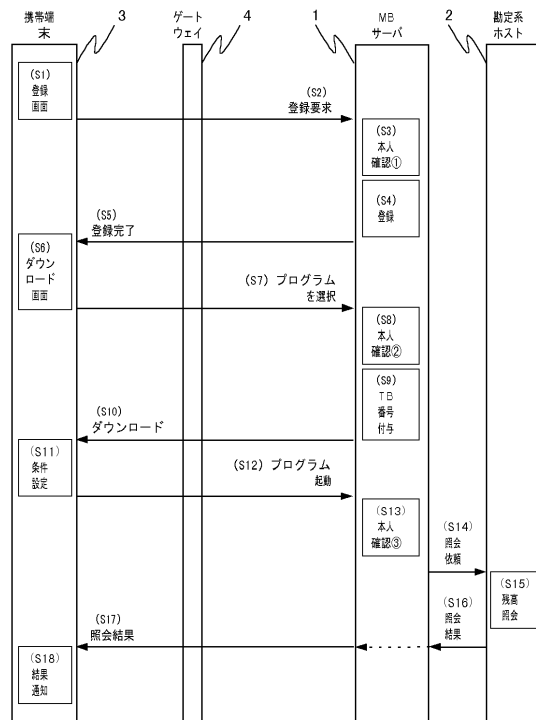 携帯端
末
3
ゲート
ウェイ
4
1
MB
サーバ
2
勘定系
ホスト
(S1)
登録
画面
(S2)
登録要求
(S3)
本人
確認①
(S4)
登録
(S5)
登録完了
(S6)
ダウン
ロード
画面
(S7) プログラム
を選択
(S8)
本人
確認②
(S9)
TB
番号
付与
(S10)
ダウンロード
(S11)
条件
設定
(S12) プログラム
起動
(S13)
本人
確認③
(S14)
照会
依頼
(S15)
残高
照会
(S16)
照会
結果
(S17)
照会結果
(S18)
結果
通知